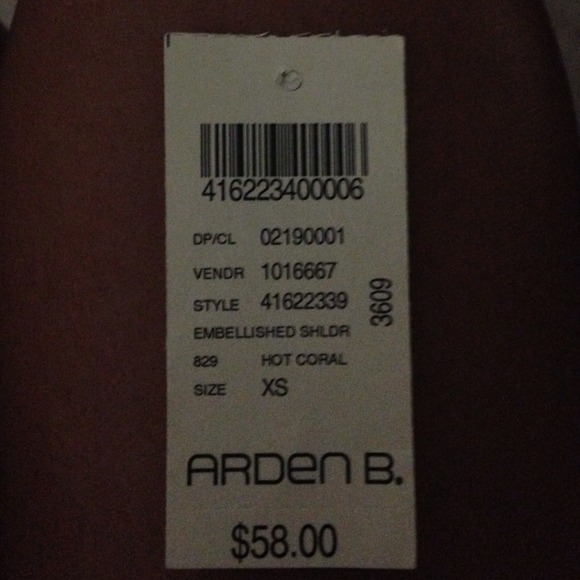 416223400006
DP/CL 02190001
VENDR 1016667
STYLE 41622339
3609
EMBELLISHED SHLDR
829 HOT CORAL
SIZE XS
ARDEN B.
$58.00